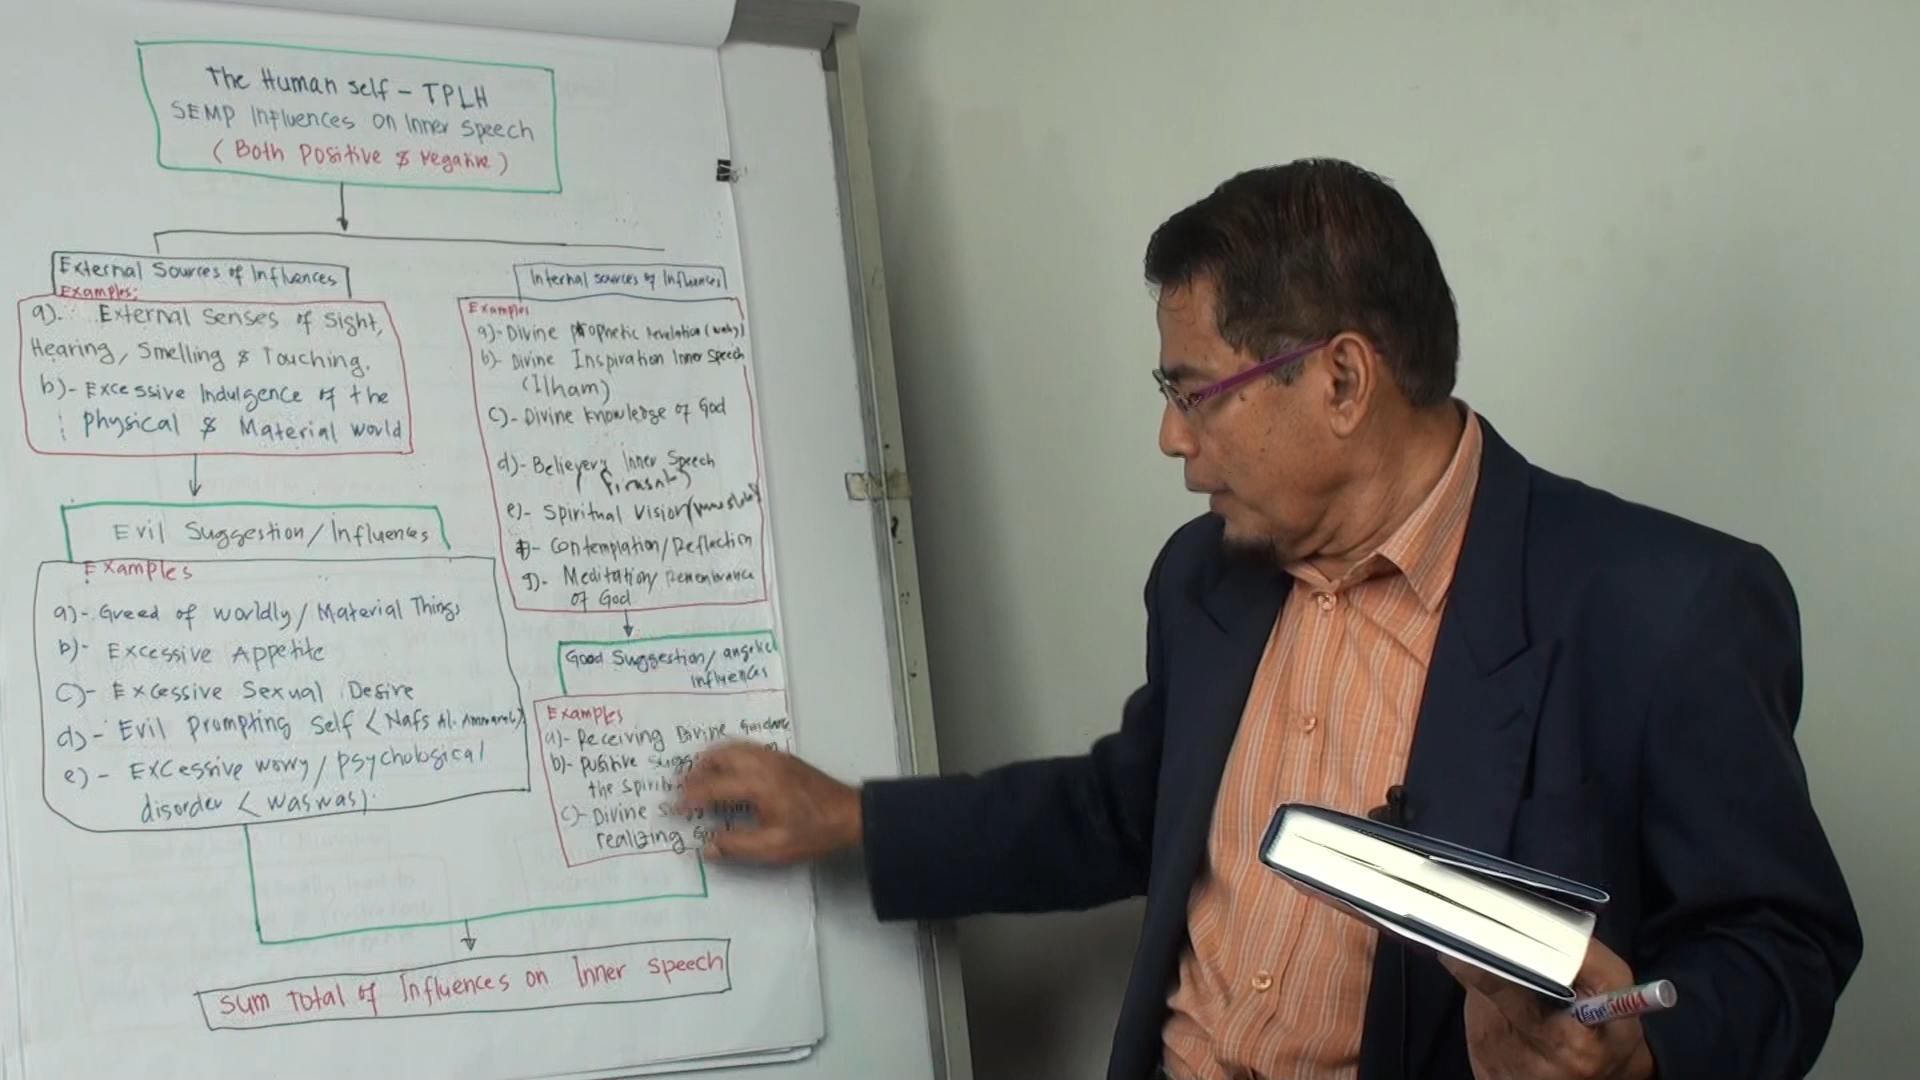 The Human self - TPLH
SEMP Influences on Inner speech
(Both Positive & Negative)
External Sources of Influences
Examples:
a). External Senses of Sight,
Hearing, Smelling & Touching.
b)- Excessive Indulgence of the
Physical & Material world
Evil Suggestion/Influences
Examples
a)- Greed of worldly/Material Things
b)- Excessive Appetite
c)- Excessive Sexual Desire
d)- Evil Prompting Self (Nafs Al.
e)- Excessive worry/psychological
disorder (waswas).
Internal sources of Influences
Examples
a)- Divine Prophetic Revelation (wahy)
b)- Divine Inspiration Inner Speech
(Ilham)
c)- Divine Knowledge of God
d)- Believers Inner Speech
(firasah)
e)- Spiritual Vision
f)- Contemplation/Reflection
g)- Meditation/Remembrance
of God
Good Suggestion/angelic
influences
Examples
a)- Receiving Divine Guidance
b)- Positive
the
c)- Divine
realizing
Sum Total of Influences on Inner speech
500A